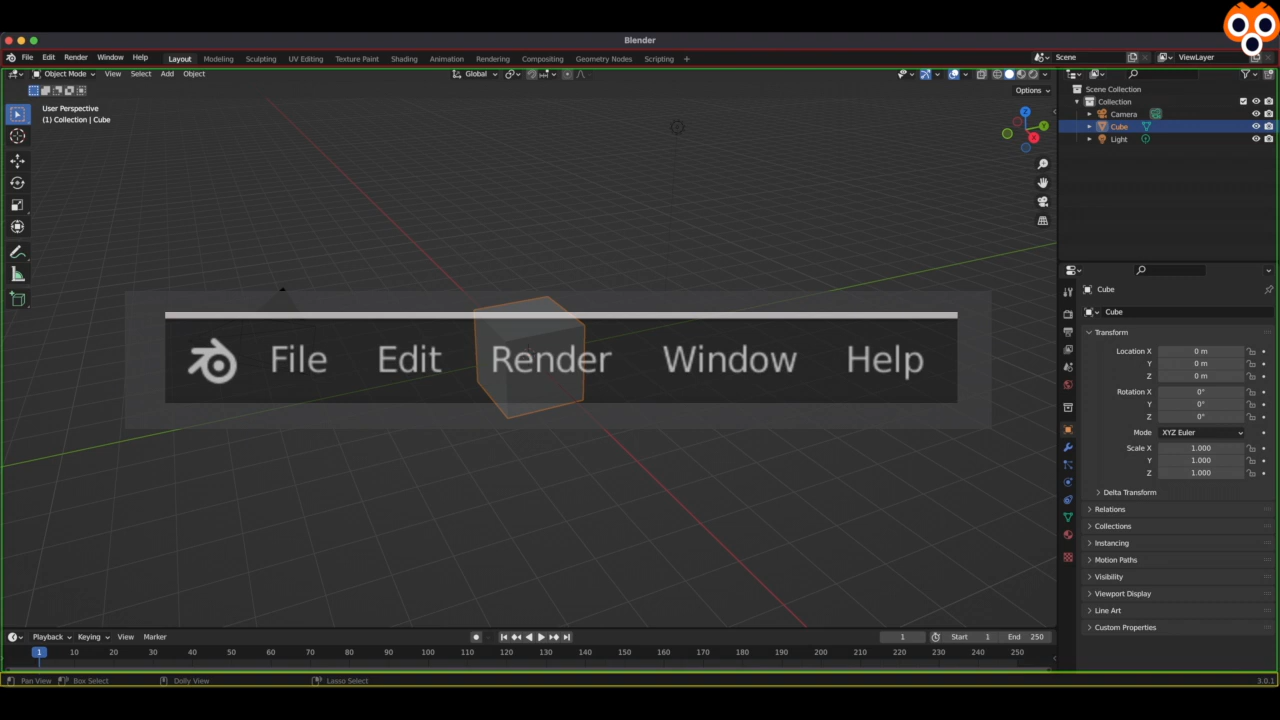 Blender
File Edit Render Window Help Layout Modeling Sculpting UV Editing Texture Paint Shading Animation Rendering Compositing Geometry Nodes Scripting + Scene ViewLayer
Object Mode View Select Add Object Global
Options
User Perspective
(1) Collection | Cube
Z
Y
X
Scene Collection
Collection
Camera
Cube
Light
File Edit Render Window Help
Cube
Cube
Transform
Location X 0 m
Y 0 m
Z 0 m
Rotation X 0°
Y 0°
Z 0°
Mode XYZ Euler
Scale X 1.000
Y 1.000
Z 1.000
Delta Transform
Relations
Collections
Instancing
Motion Paths
Visibility
Viewport Display
Line Art
Custom Properties
Playback Keying View Marker 1 Start 1 End 250
1 10 20 30 40 50 60 70 80 90 100 110 120 130 140 150 160 170 180 190 200 210 220 230 240 250
Pan View Box Select Dolly View Lasso Select 3.0.1